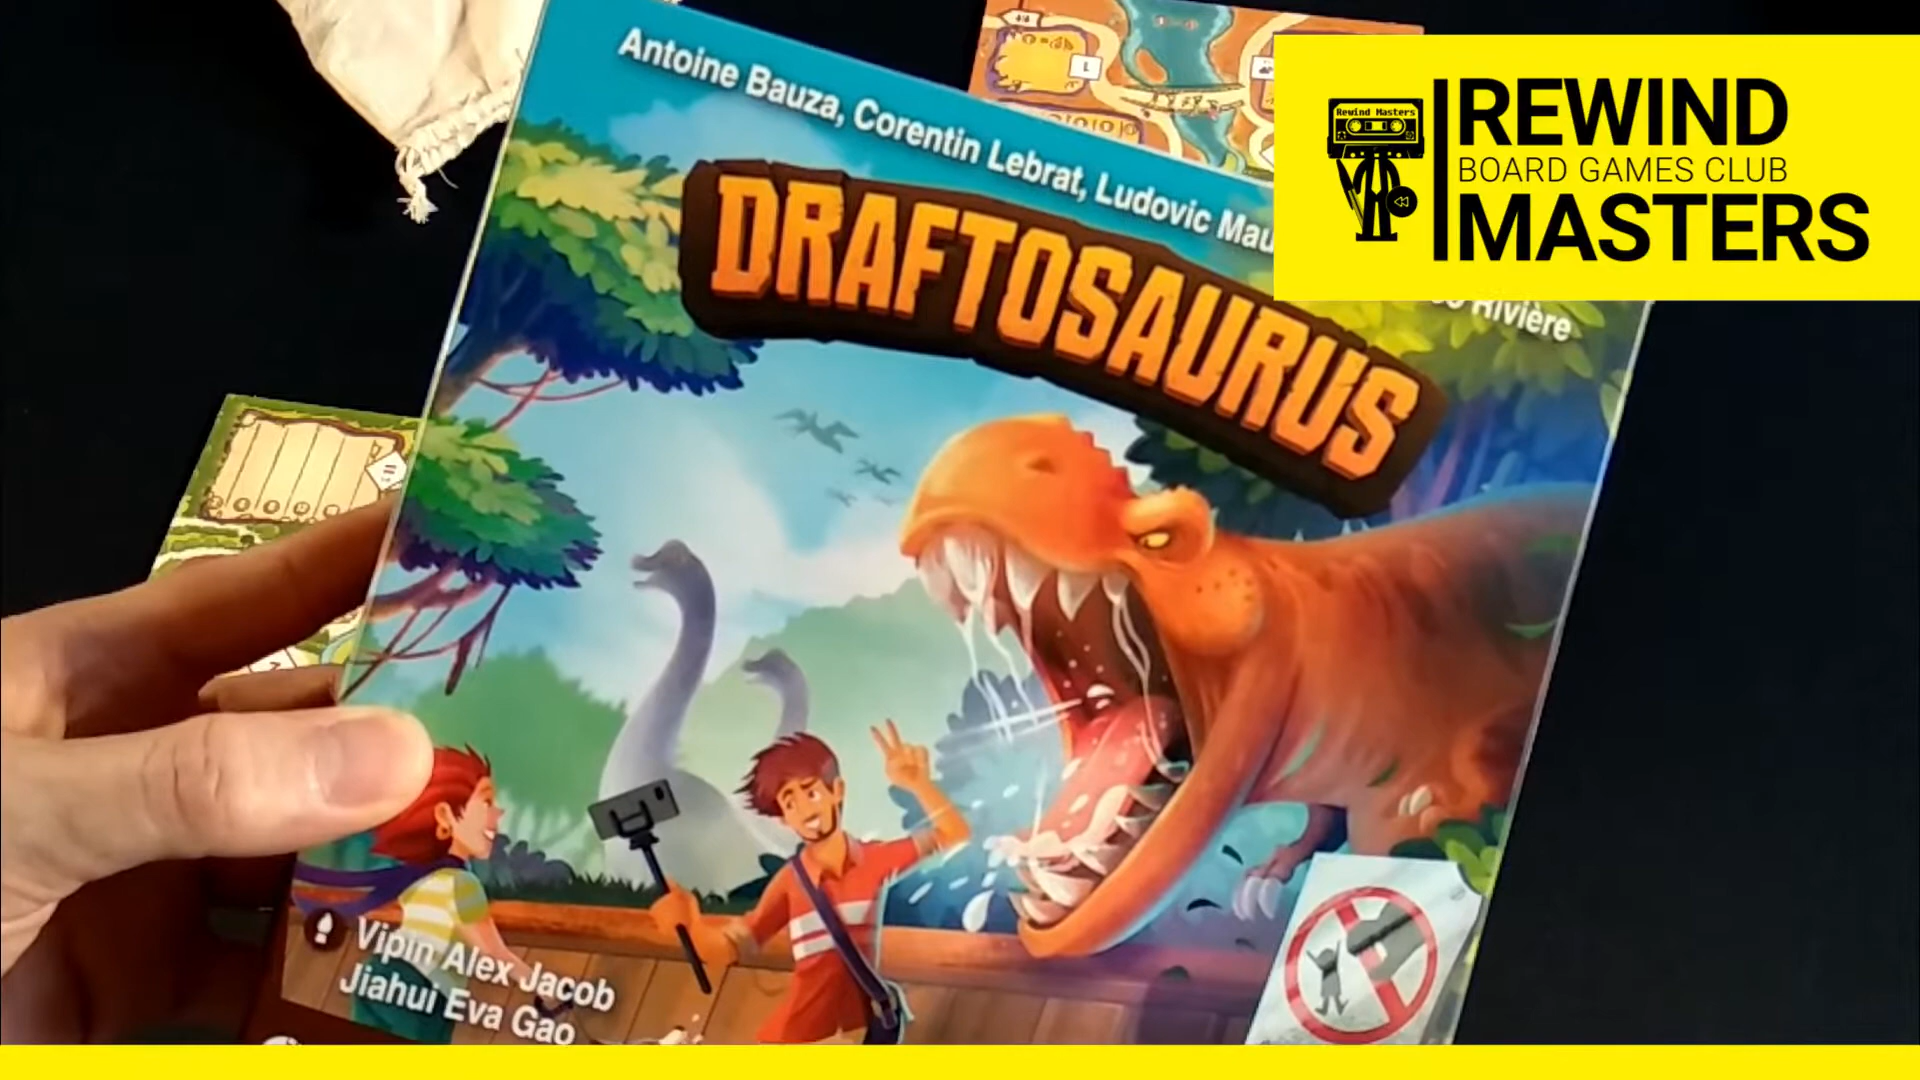 Antoine Bauza, Corentin Lebrat, Ludovic Mau
Rivière
DRAFTOSAURUS
Rewind Masters
REWIND
BOARD GAMES CLUB
MASTERS
Vipin Alex Jacob
Jiahui Eva Gao